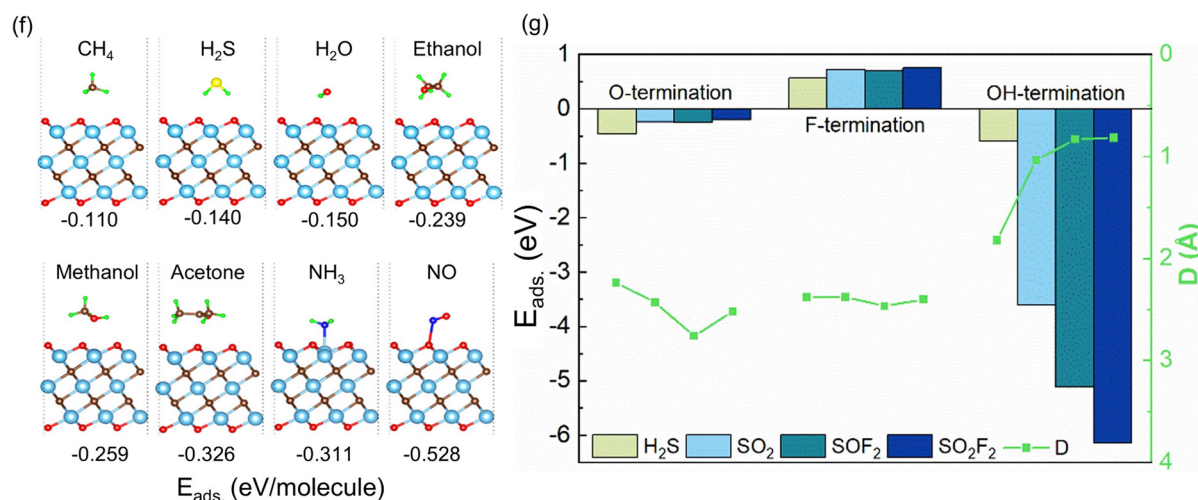 (f)
CH₄ H₂S H₂O Ethanol
-0.110 -0.140 -0.150 -0.239
Methanol Acetone NH₃ NO
-0.259 -0.326 -0.311 -0.528
E_ads. (eV/molecule)
(g)
E_ads. (eV)
1
0
-1
-2
-3
-4
-5
-6
O-termination
F-termination
OH-termination
H₂S SO₂ SOF₂ SO₂F₂ D
0
1
2
3
4
D (Å)